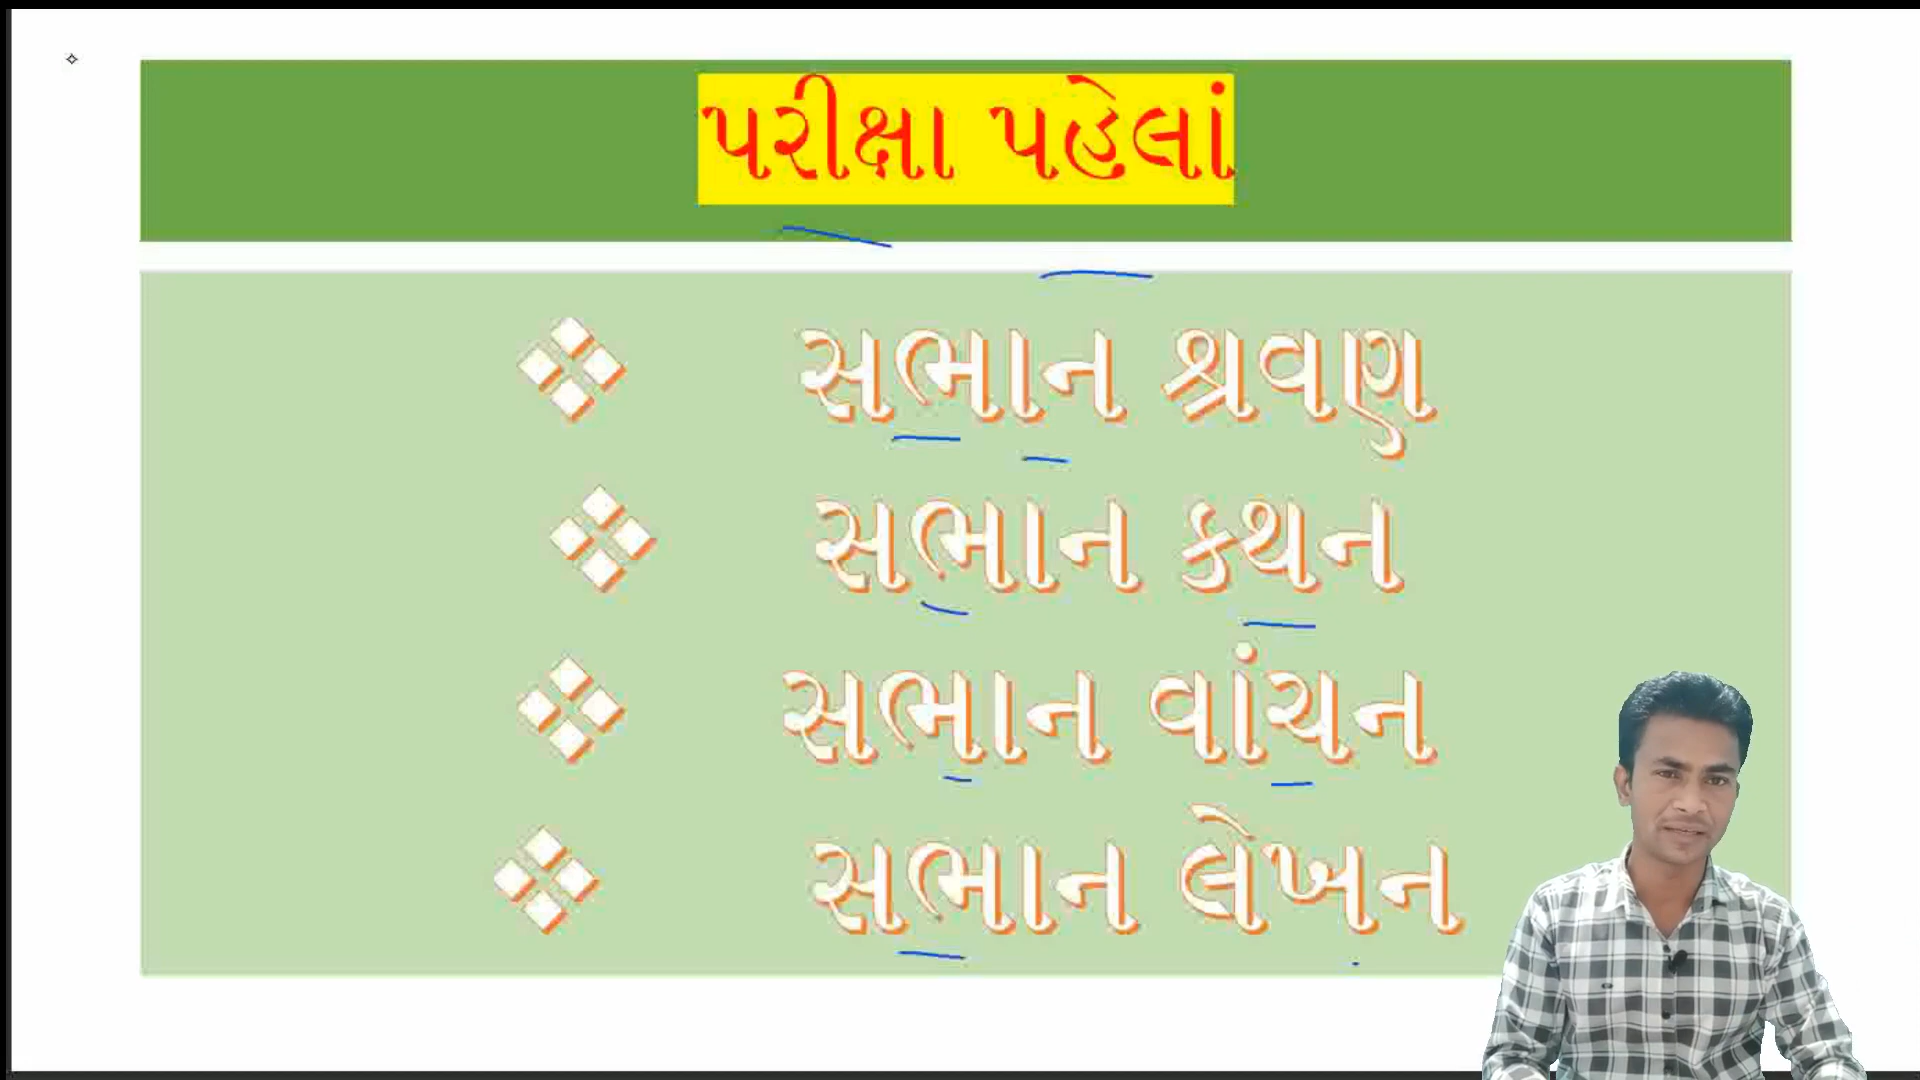 પરીક્ષા પહેલાં
સભાન શ્રવણ
સભાન કથન
સભાન વાંચન
સભાન લેખન